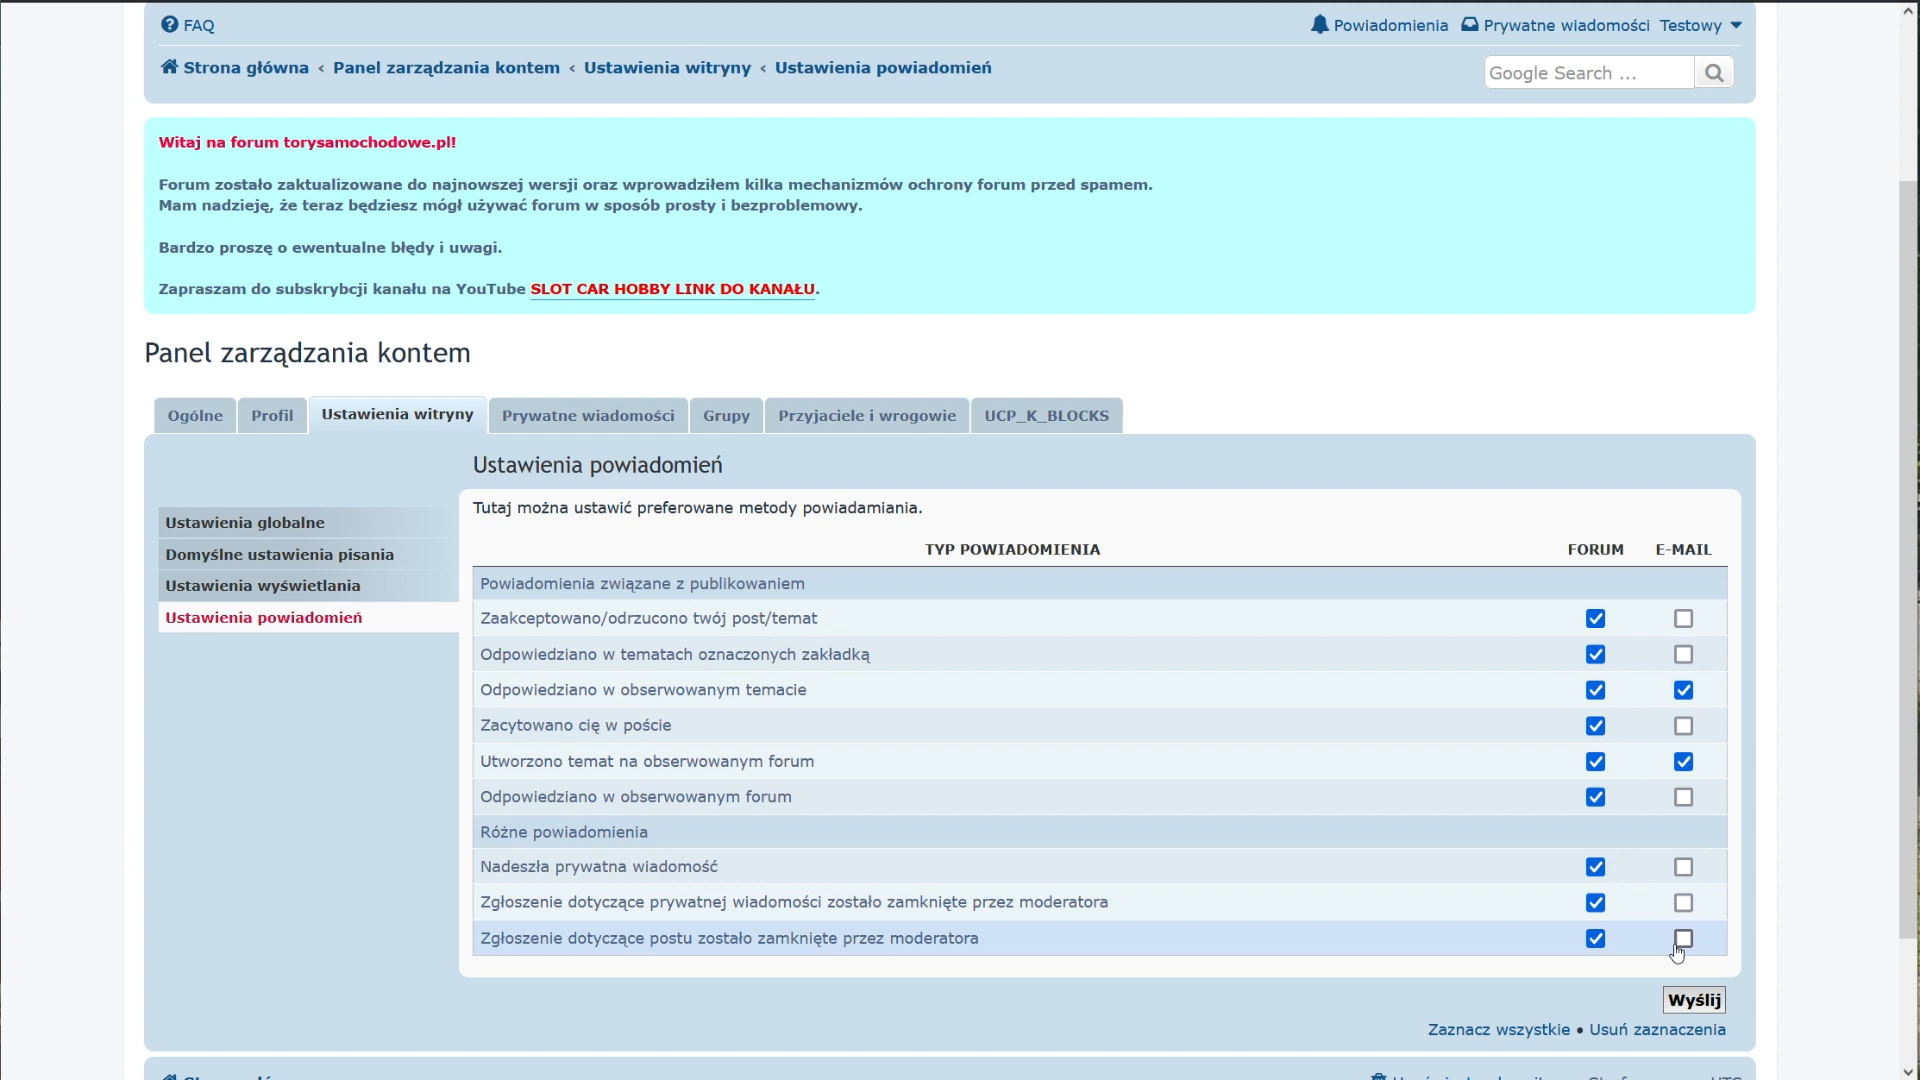 FAQ
Powiadomienia Prywatne wiadomości Testowy
Strona główna ‹ Panel zarządzania kontem ‹ Ustawienia witryny ‹ Ustawienia powiadomień
Google Search ...
Witaj na forum torysamochodowe.pl!
Forum zostało zaktualizowane do najnowszej wersji oraz wprowadziłem kilka mechanizmów ochrony forum przed spamem.
Mam nadzieję, że teraz będziesz mógł używać forum w sposób prosty i bezproblemowy.
Bardzo proszę o ewentualne błędy i uwagi.
Zapraszam do subskrybcji kanału na YouTube SLOT CAR HOBBY LINK DO KANAŁU.
Panel zarządzania kontem
Ogólne Profil Ustawienia witryny Prywatne wiadomości Grupy Przyjaciele i wrogowie UCP_K_BLOCKS
Ustawienia powiadomień
Ustawienia globalne
Domyślne ustawienia pisania
Ustawienia wyświetlania
Ustawienia powiadomień
Tutaj można ustawić preferowane metody powiadamiania.
TYP POWIADOMIENIA FORUM E-MAIL
Powiadomienia związane z publikowaniem
Zaakceptowano/odrzucono twój post/temat
Odpowiedziano w tematach oznaczonych zakładką
Odpowiedziano w obserwowanym temacie
Zacytowano cię w poście
Utworzono temat na obserwowanym forum
Odpowiedziano w obserwowanym forum
Różne powiadomienia
Nadeszła prywatna wiadomość
Zgłoszenie dotyczące prywatnej wiadomości zostało zamknięte przez moderatora
Zgłoszenie dotyczące postu zostało zamknięte przez moderatora
Wyślij
Zaznacz wszystkie • Usuń zaznaczenia